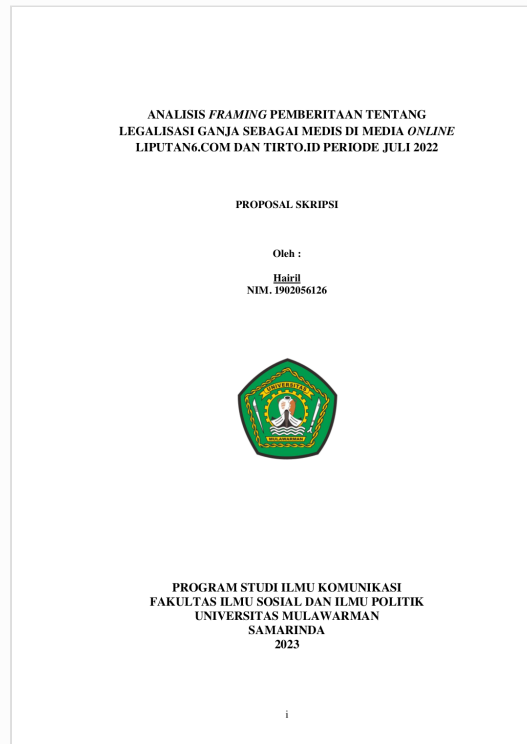 ANALISIS FRAMING PEMBERITAAN TENTANG
LEGALISASI GANJA SEBAGAI MEDIS DI MEDIA ONLINE
LIPUTAN6.COM DAN TIRTO.ID PERIODE JULI 2022
PROPOSAL SKRIPSI
Oleh :
Hairil
NIM. 1902056126
UNIVERSITAS
MULAWARMAN
PROGRAM STUDI ILMU KOMUNIKASI
FAKULTAS ILMU SOSIAL DAN ILMU POLITIK
UNIVERSITAS MULAWARMAN
SAMARINDA
2023
i